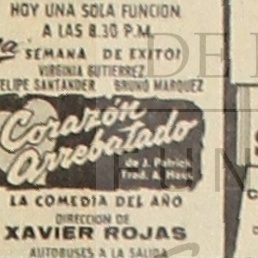 HOY UNA SOLA FUNCION
A LAS 8.30 P.M.
SEMANA DE EXITO!
VIRGINIA GUTIERREZ
FELIPE SANTANDER BRUNO MARQUEZ
Corazón
arrebatado
de J. Patrick
Trad. A.
LA COMEDIA DEL AÑO
DIRECCION DE
XAVIER ROJAS
AUTOBUSES A LA SALIDA